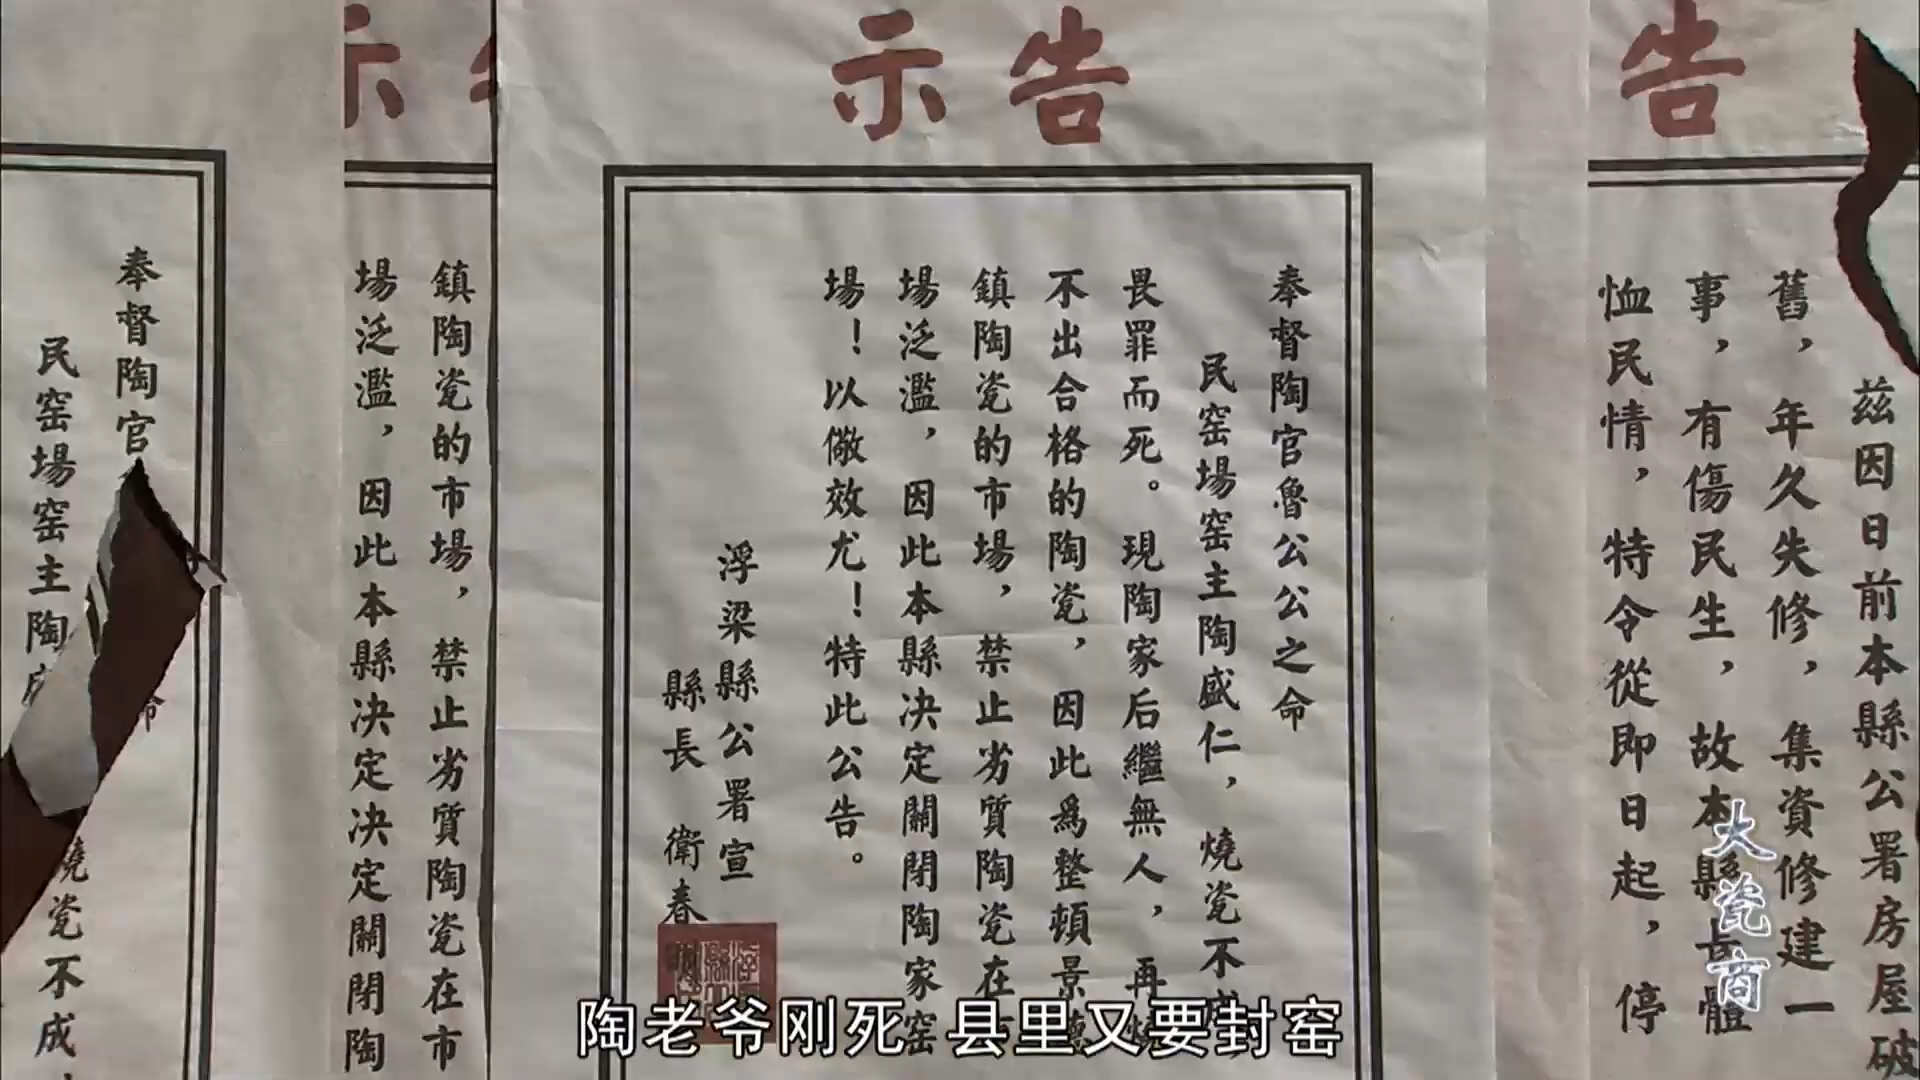 告
兹因日前本縣公署房屋破
舊，年久失修，集資修建一
事，有傷民生，故本縣 體
恤民情，特令從即日起，停
告示
奉督陶官魯公公之命
民窑場窑主陶盛仁，燒瓷不成
畏罪而死。現陶家后繼無人，再燒
不出合格的陶瓷，因此爲整頓景德
鎮陶瓷的市場，禁止劣質陶瓷在
場泛濫，因此本縣决定關閉陶家窑
場！以儆效尤！特此公告。
浮梁縣公署宣
縣長 衛春
示
鎮陶瓷的市場，禁止劣質陶瓷在市
場泛濫，因此本縣决定决定關閉陶
奉督陶官 命
民窑場窑主陶 燒瓷不成，
大瓷商
陶老爷刚死 县里又要封窑